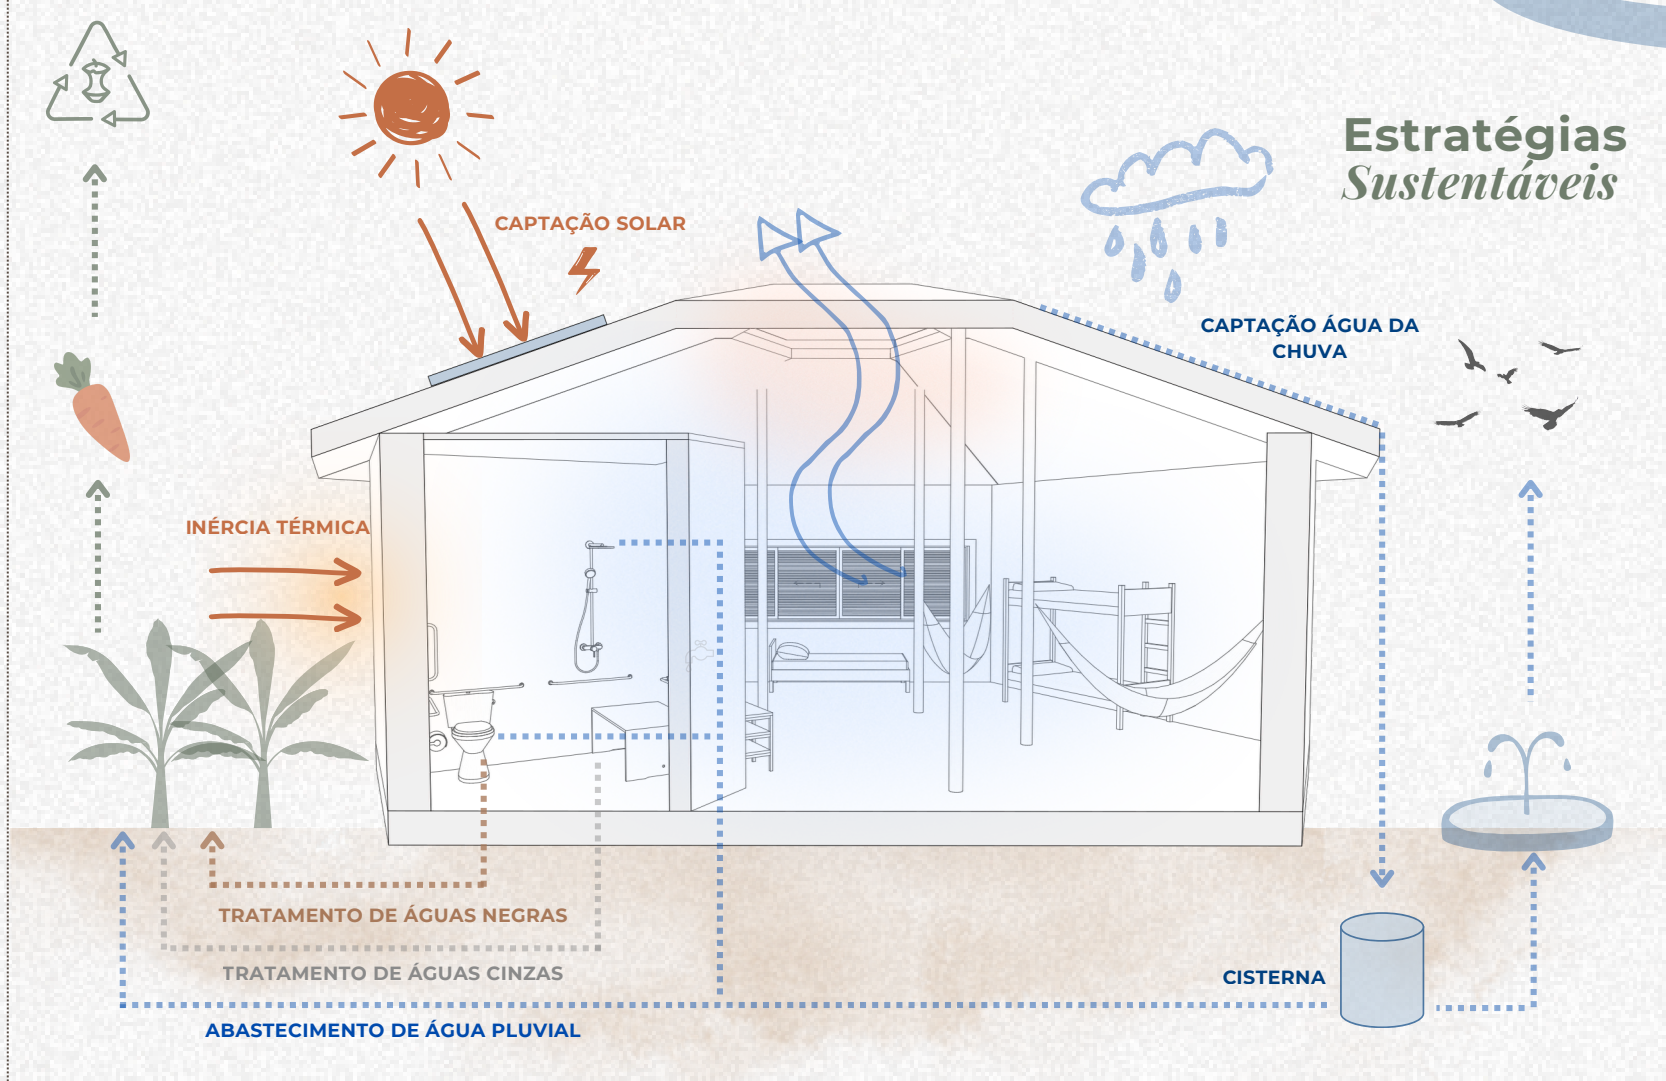 Estratégias
Sustentáveis
CAPTAÇÃO SOLAR
CAPTAÇÃO ÁGUA DA
CHUVA
INÉRCIA TÉRMICA
TRATAMENTO DE ÁGUAS NEGRAS
TRATAMENTO DE ÁGUAS CINZAS
CISTERNA
ABASTECIMENTO DE ÁGUA PLUVIAL